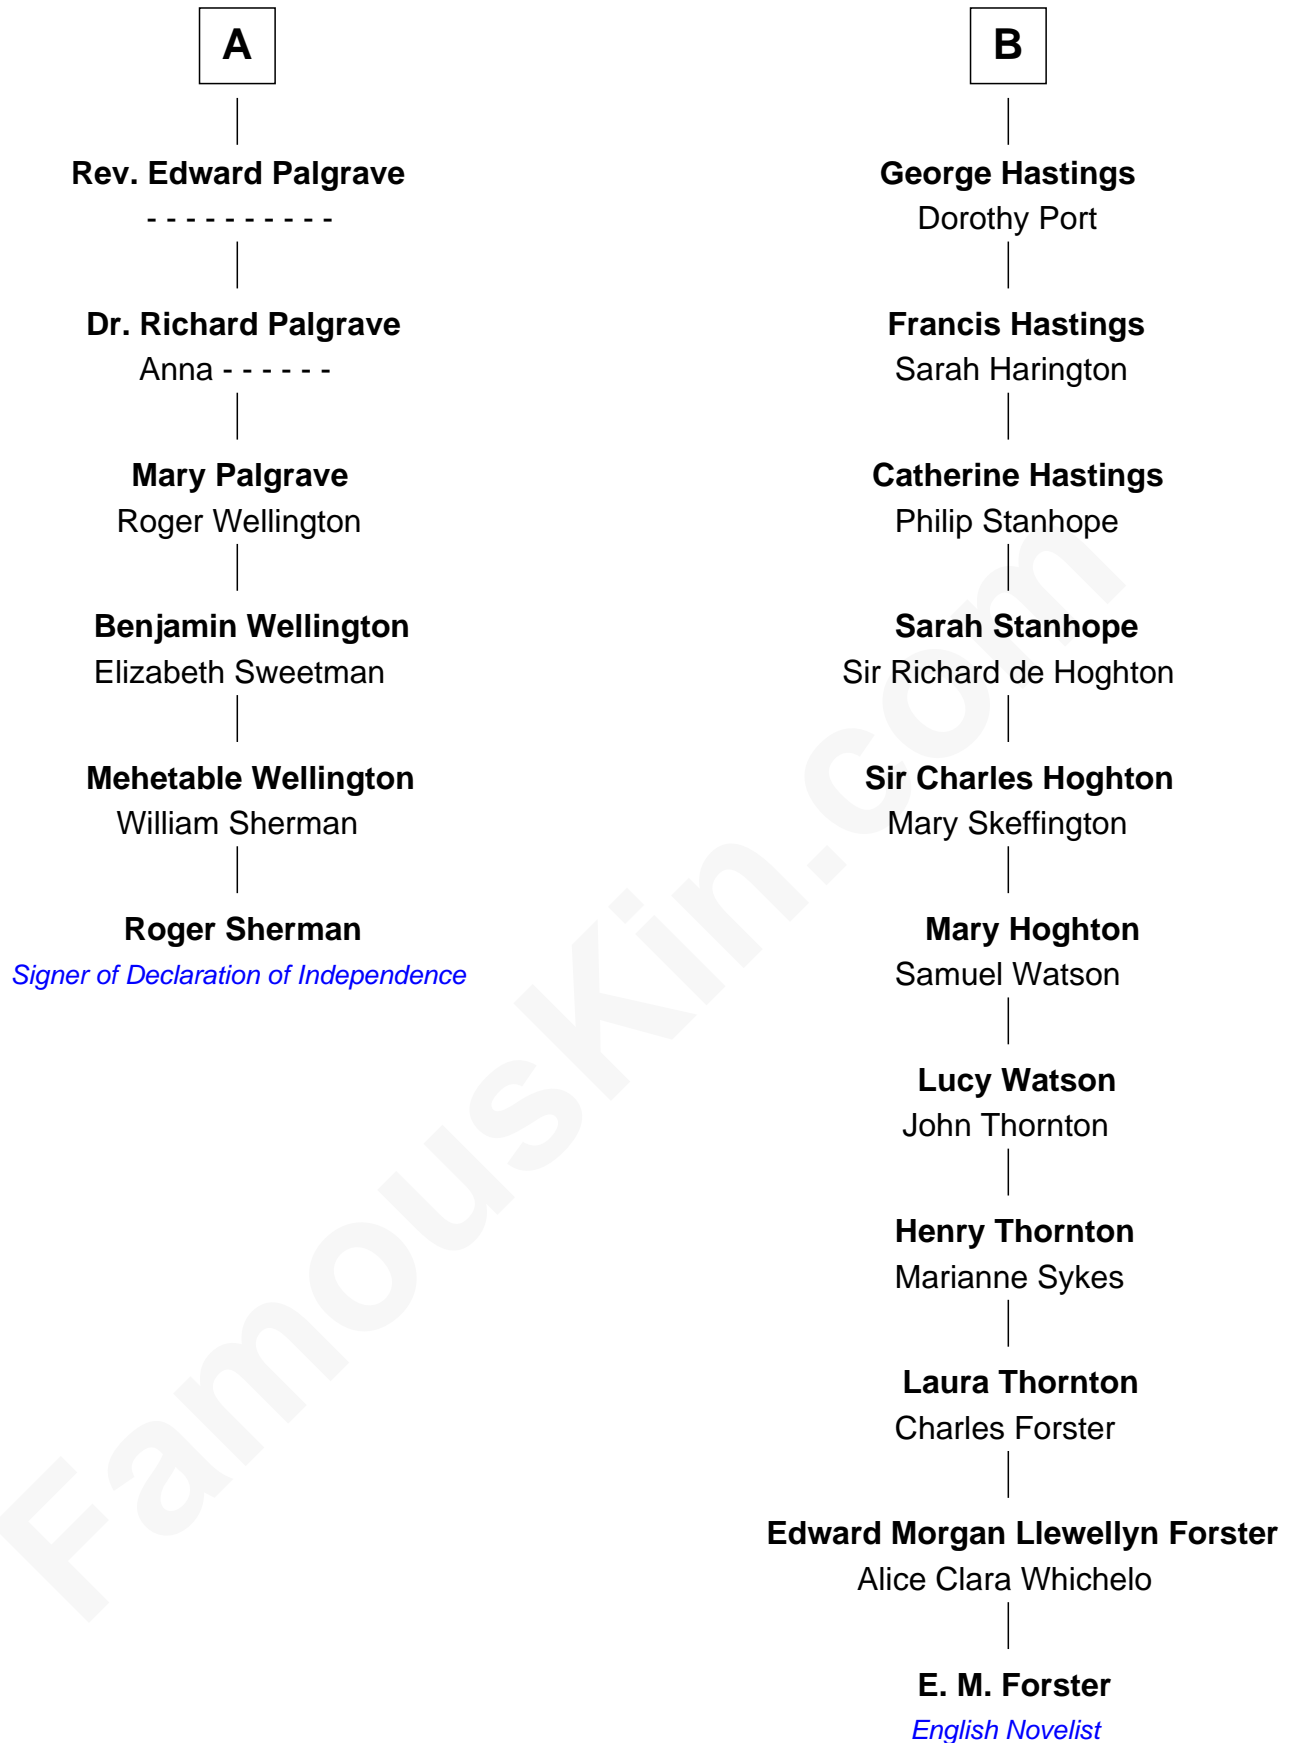 A
Rev. Edward Palgrave
- - - - - - - - - -
Dr. Richard Palgrave
Anna - - - - - -
Mary Palgrave
Roger Wellington
Benjamin Wellington
Elizabeth Sweetman
Mehetable Wellington
William Sherman
Roger Sherman
Signer of Declaration of Independence
B
George Hastings
Dorothy Port
Francis Hastings
Sarah Harington
Catherine Hastings
Philip Stanhope
Sarah Stanhope
Sir Richard de Hoghton
Sir Charles Hoghton
Mary Skeffington
Mary Hoghton
Samuel Watson
Lucy Watson
John Thornton
Henry Thornton
Marianne Sykes
Laura Thornton
Charles Forster
Edward Morgan Llewellyn Forster
Alice Clara Whichelo
E. M. Forster
English Novelist
FamousKin.com